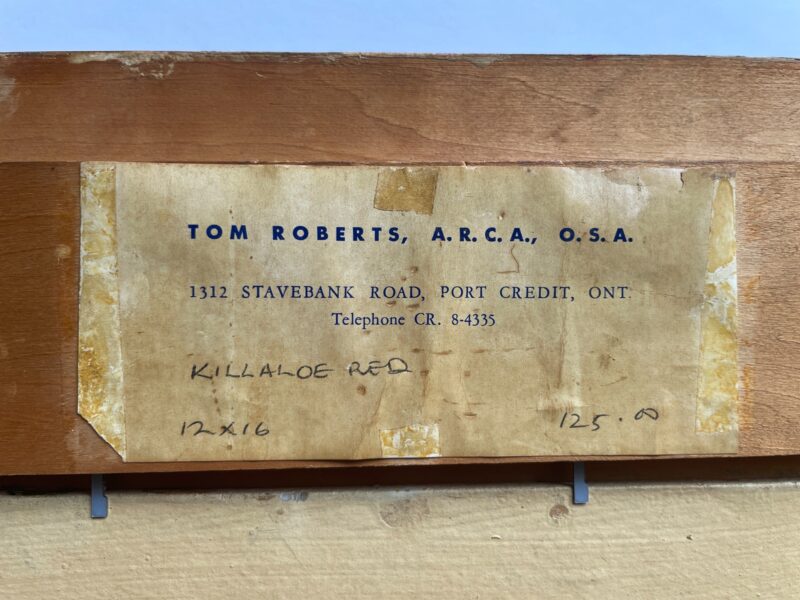 TOM ROBERTS, A.R.C.A., O.S.A.
1312 STAVEBANK ROAD, PORT CREDIT, ONT.
Telephone CR. 8-4335
KILLALOE RED
12x16 125.00